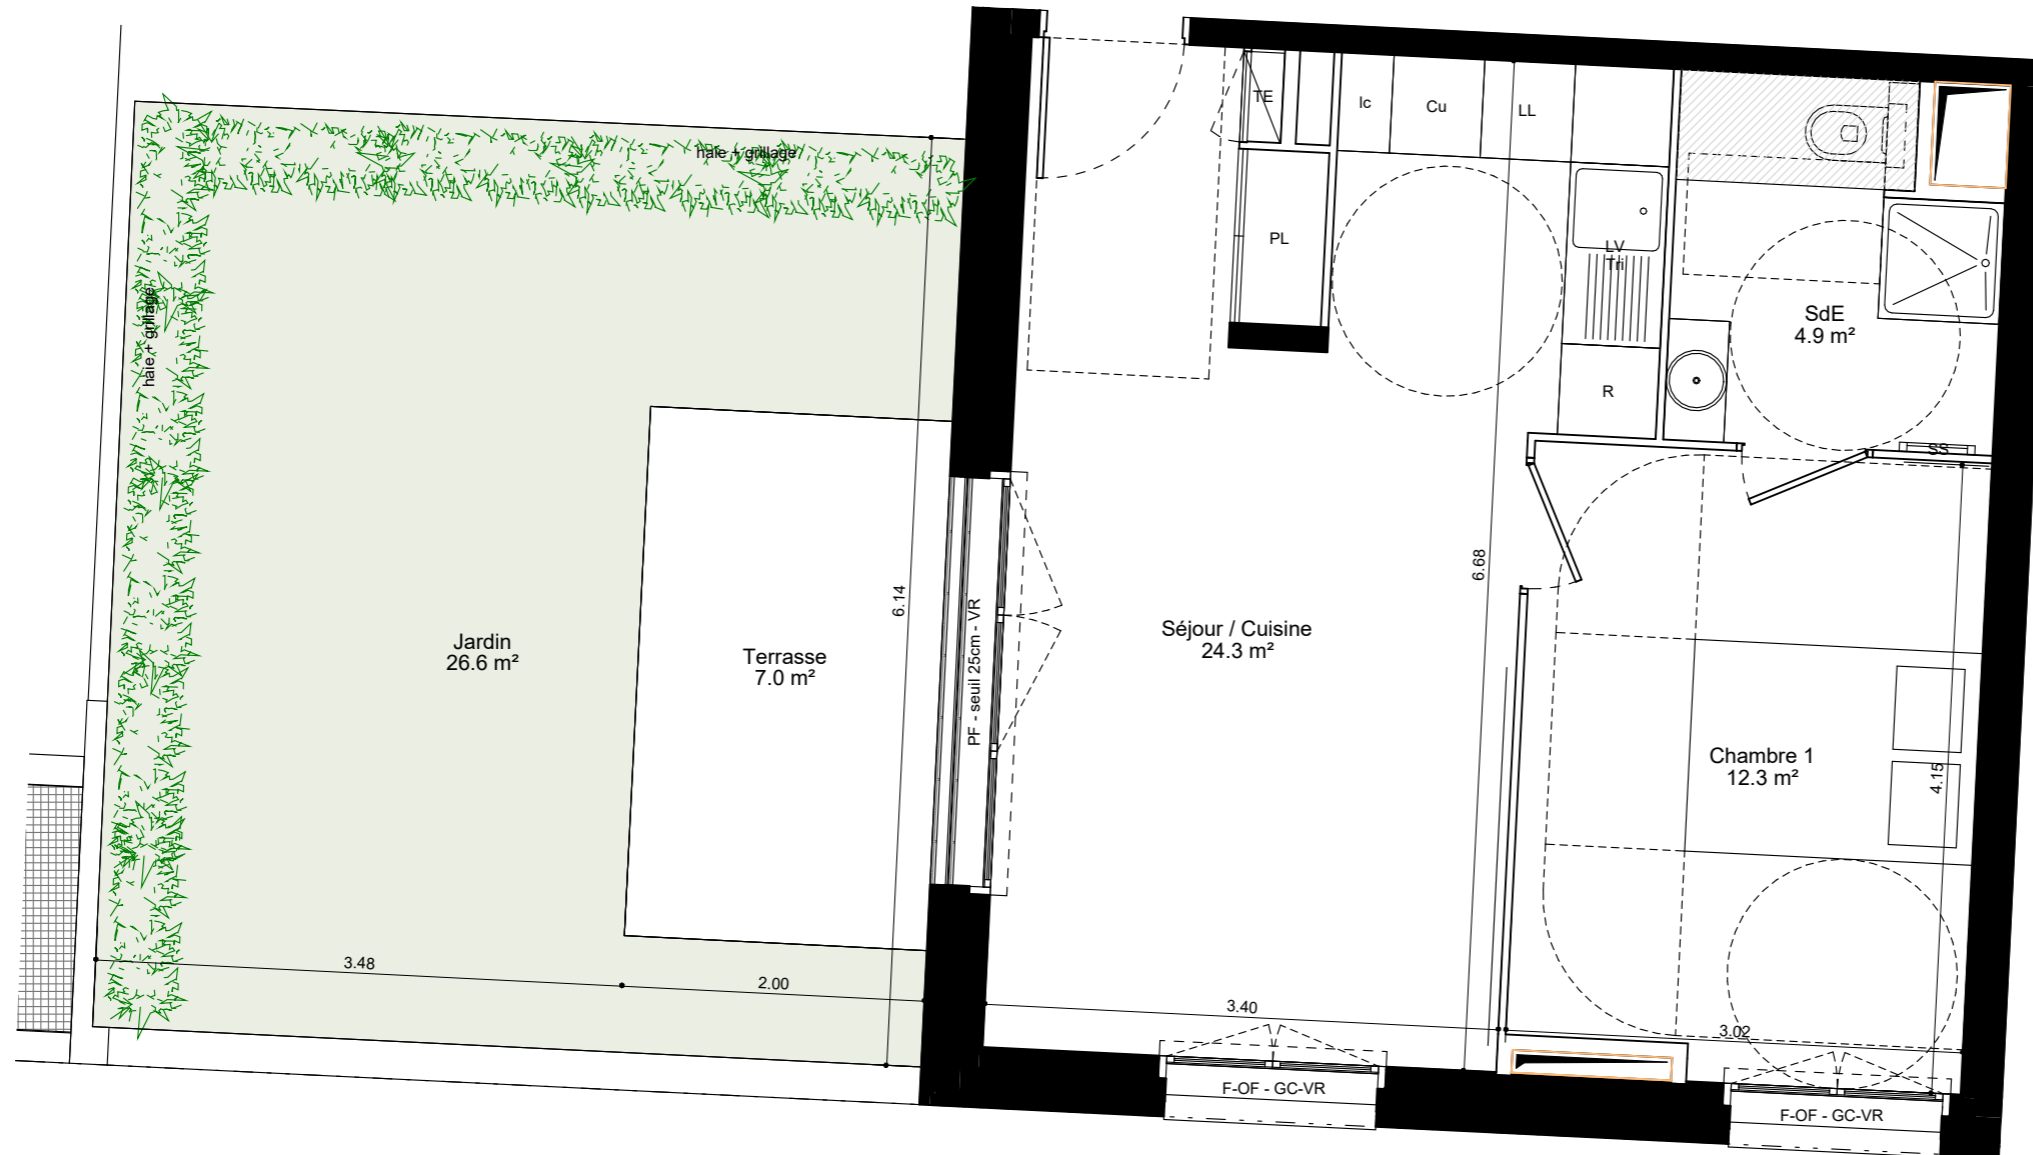 haie + grillage
haie + grillage
Jardin
26.6 m²
Terrasse
7.0 m²
6.14
3.48
2.00
PF - seuil 25cm - VR
TE
PL
Ic
Cu
LL
LV
Tri
R
SdE
4.9 m²
SS
6.68
Séjour / Cuisine
24.3 m²
Chambre 1
12.3 m²
4.15
3.40
3.02
F-OF - GC-VR
F-OF - GC-VR